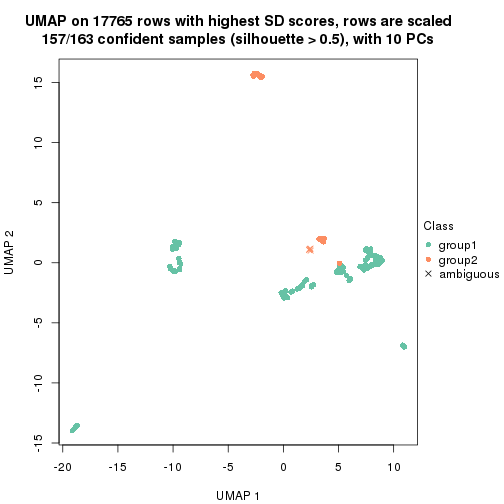 UMAP on 17765 rows with highest SD scores, rows are scaled
157/163 confident samples (silhouette > 0.5), with 10 PCs
15
10
5
0
-5
-10
-15
UMAP 2
-20
-15
-10
-5
0
5
10
UMAP 1
Class
group1
group2
ambiguous